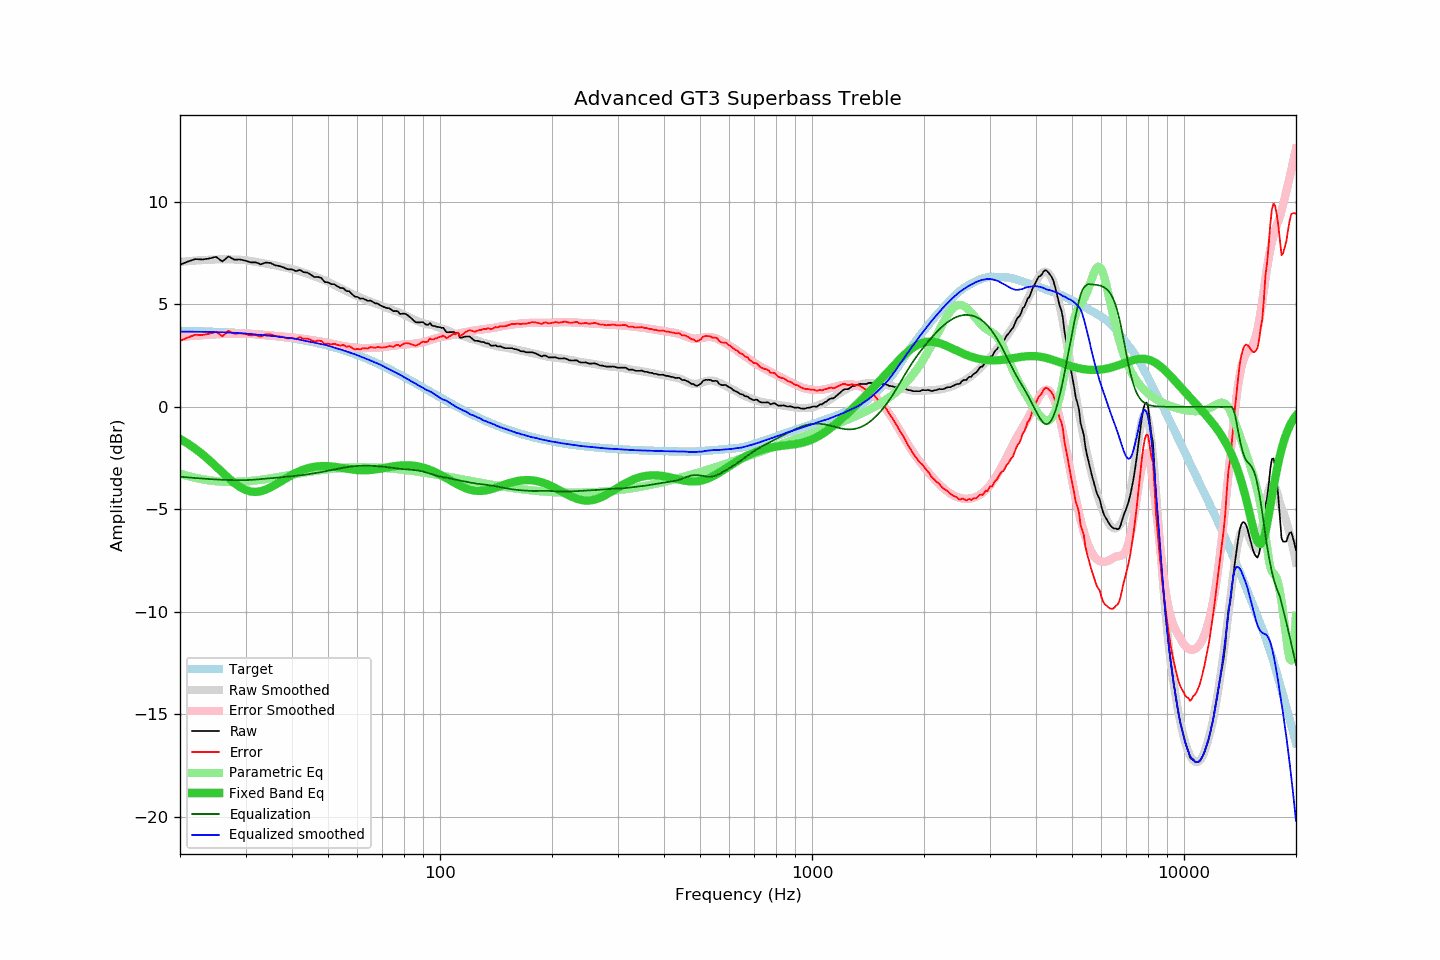 Advanced GT3 Superbass Treble
10
5
0
−5
−10
−15
−20
Amplitude (dBr)
Target
Raw Smoothed
Error Smoothed
Raw
Error
Parametric Eq
Fixed Band Eq
Equalization
Equalized smoothed
100 1000 10000
Frequency (Hz)